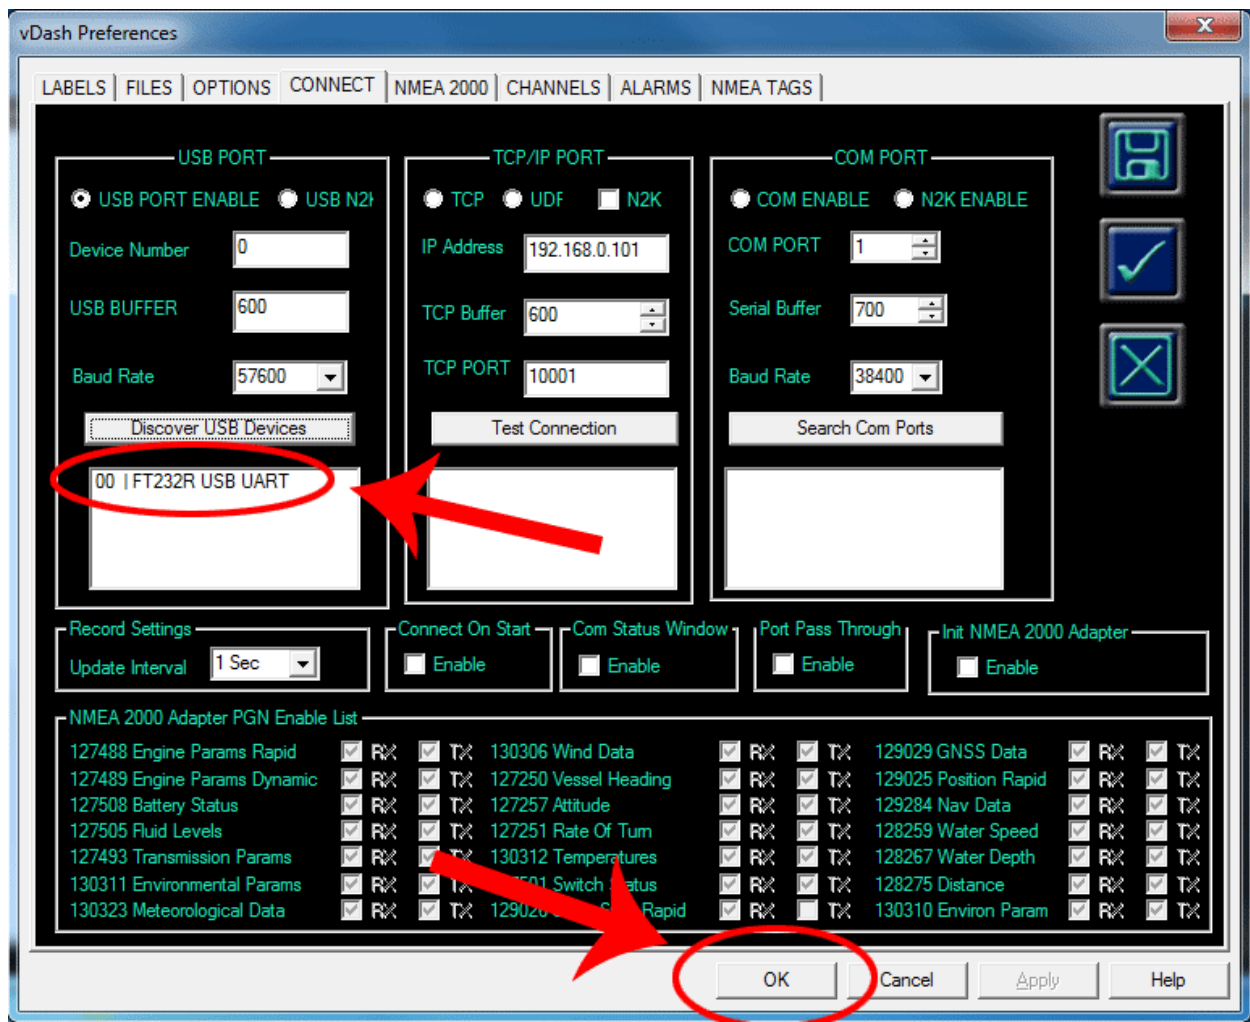 vDash Preferences
x
LABELS FILES OPTIONS CONNECT NMEA 2000 CHANNELS ALARMS NMEA TAGS
USB PORT
USB PORT ENABLE USB N2
Device Number 0
USB BUFFER 600
Baud Rate 57600
Discover USB Devices
00 | FT232R USB UART
TCP/IP PORT
TCP UDF N2K
IP Address 192.168.0.101
TCP Buffer 600
TCP PORT 10001
Test Connection
COM PORT
COM ENABLE N2K ENABLE
COM PORT 1
Serial Buffer 700
Baud Rate 38400
Search Com Ports
Record Settings
Update Interval 1 Sec
Connect On Start
Enable
Com Status Window
Enable
Port Pass Through
Enable
Init NMEA 2000 Adapter
Enable
NMEA 2000 Adapter PGN Enable List
127488 Engine Params Rapid RX TX 130306 Wind Data RX TX 129029 GNSS Data RX TX
127489 Engine Params Dynamic RX TX 127250 Vessel Heading RX TX 129025 Position Rapid RX TX
127508 Battery Status RX TX 127257 Attitude RX TX 129284 Nav Data RX TX
127505 Fluid Levels RX TX 127251 Rate Of Turn RX TX 128259 Water Speed RX TX
127493 Transmission Params RX TX 130312 Temperatures RX TX 128267 Water Depth RX TX
130311 Environmental Params RX TX Switch Status RX TX 128275 Distance RX TX
130323 Meteorological Data RX TX 129026 Rapid RX TX 130310 Environ Param RX TX
OK Cancel Apply Help